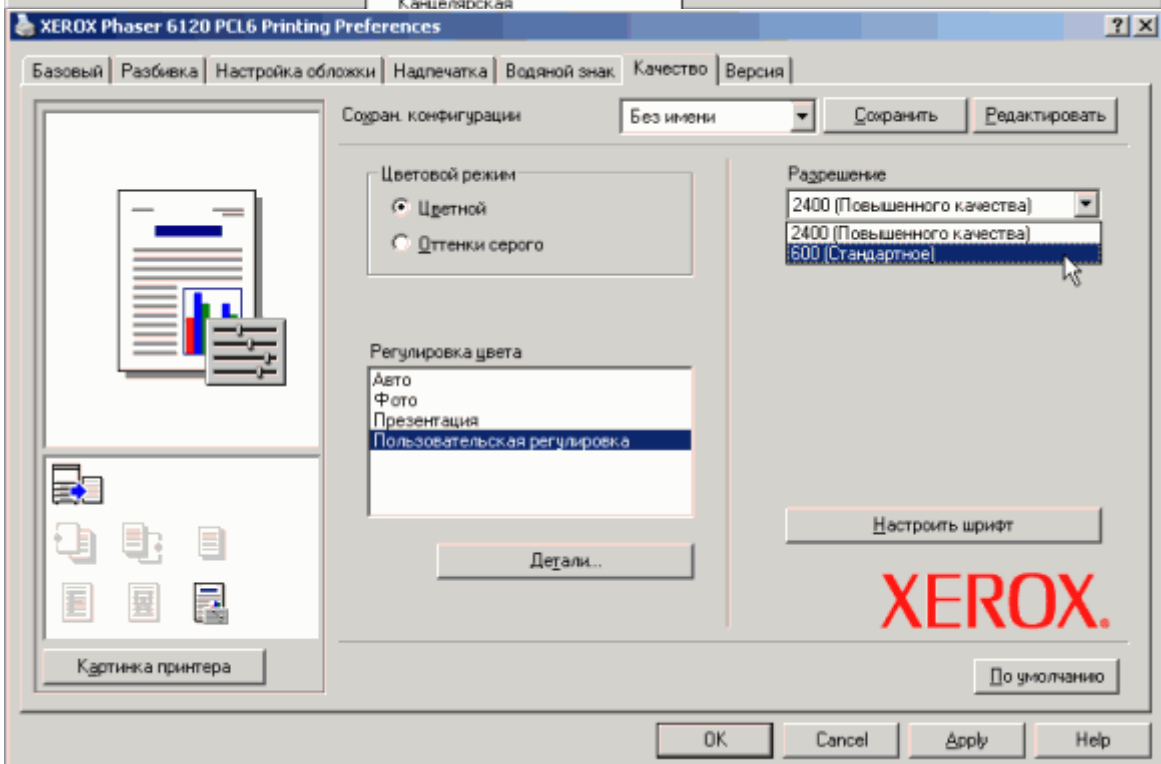 Канцелярская
XEROX Phaser 6120 PCL6 Printing Preferences
Базовый Разбивка Настройка обложки Надпечатка Водяной знак Качество Версия
Сохран. конфигурации Без имени Сохранить Редактировать
Цветовой режим
Цветной
Оттенки серого
Разрешение
2400 (Повышенного качества)
2400 (Повышенного качества)
600 (Стандартное)
Регулировка цвета
Авто
Фото
Презентация
Пользовательская регулировка
Детали...
Настроить шрифт
XEROX.
Картинка принтера
По умолчанию
OK Cancel Apply Help